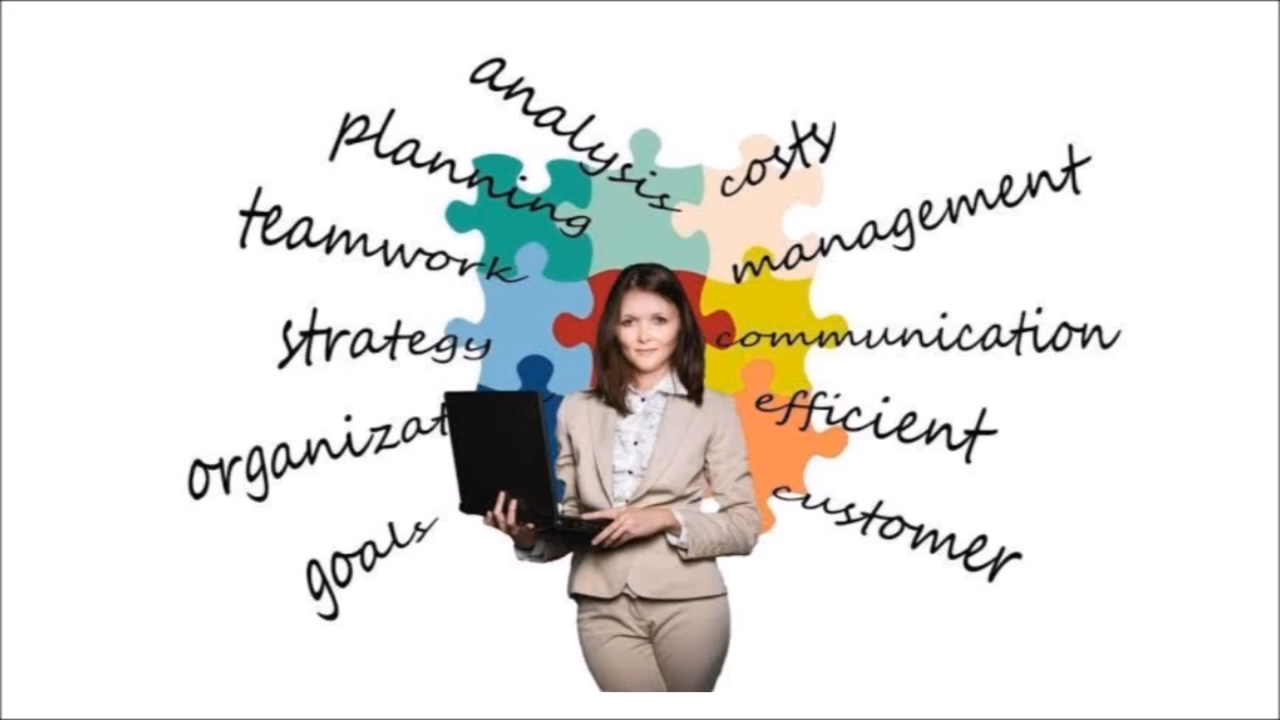 analysis
planning
teamwork
strategy
organizat
goals
costy
management
communication
efficient
customer